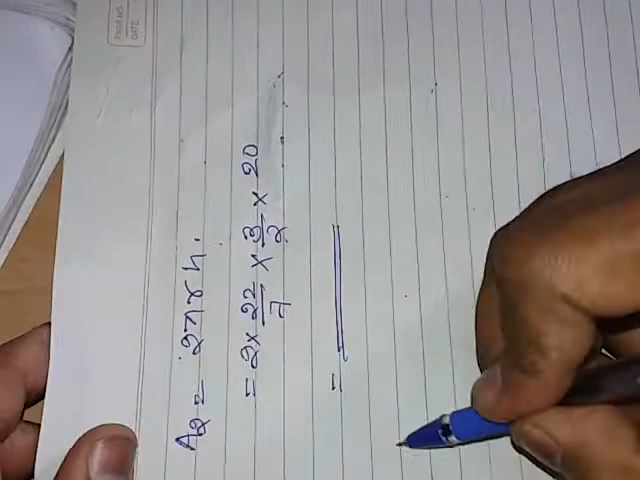 PAGE NO.
DATE
A2 = 2πrh.
= 2 × 22/7 × 3/2 × 20
=